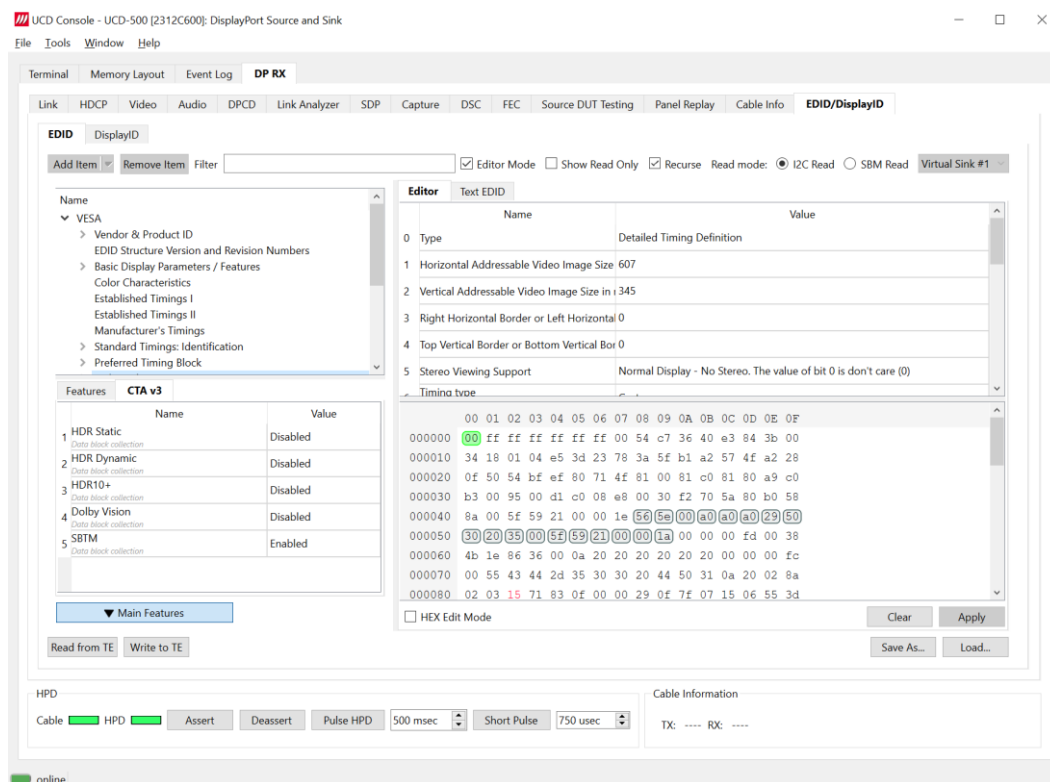 UCD Console - UCD-500 [2312C600]: DisplayPort Source and Sink
File Tools Window Help
Terminal Memory Layout Event Log DP RX
Link HDCP Video Audio DPCD Link Analyzer SDP Capture DSC FEC Source DUT Testing Panel Replay Cable Info EDID/DisplayID
EDID DisplayID
Add Item Remove Item Filter Editor Mode Show Read Only Recurse Read mode: I2C Read SBM Read Virtual Sink #1
Name
VESA
Vendor & Product ID
EDID Structure Version and Revision Numbers
Basic Display Parameters / Features
Color Characteristics
Established Timings I
Established Timings II
Manufacturer's Timings
Standard Timings: Identification
Preferred Timing Block
Features CTA v3
Name Value
1 HDR Static Disabled
Data block collection
2 HDR Dynamic Disabled
Data block collection
3 HDR10+ Disabled
Data block collection
4 Dolby Vision Disabled
Data block collection
5 SBTM Enabled
Data block collection
Main Features
Read from TE Write to TE
Editor Text EDID
Name Value
0 Type Detailed Timing Definition
1 Horizontal Addressable Video Image Size 607
2 Vertical Addressable Video Image Size in 345
3 Right Horizontal Border or Left Horizontal 0
4 Top Vertical Border or Bottom Vertical Bor 0
5 Stereo Viewing Support Normal Display - No Stereo. The value of bit 0 is don't care (0)
Timing type
00 01 02 03 04 05 06 07 08 09 0A 0B 0C 0D 0E 0F
000000 00 ff ff ff ff ff ff 00 54 c7 36 40 e3 84 3b 00
000010 34 18 01 04 e5 3d 23 78 3a 5f b1 a2 57 4f a2 28
000020 0f 50 54 bf ef 80 71 4f 81 00 81 c0 81 80 a9 c0
000030 b3 00 95 00 d1 c0 08 e8 00 30 f2 70 5a 80 b0 58
000040 8a 00 5f 59 21 00 00 1e 56 5e 00 a0 a0 a0 29 50
000050 30 20 35 00 5f 59 21 00 00 1a 00 00 00 fd 00 38
000060 4b 1e 86 36 00 0a 20 20 20 20 20 20 00 00 00 fc
000070 00 55 43 44 2d 35 30 30 20 44 50 31 0a 20 02 8a
000080 02 03 15 71 83 0f 00 00 29 0f 7f 07 15 06 55 3d
HEX Edit Mode Clear Apply
Save As... Load...
HPD
Cable HPD Assert Deassert Pulse HPD 500 msec Short Pulse 750 usec
Cable Information
TX: ---- RX: ----
online